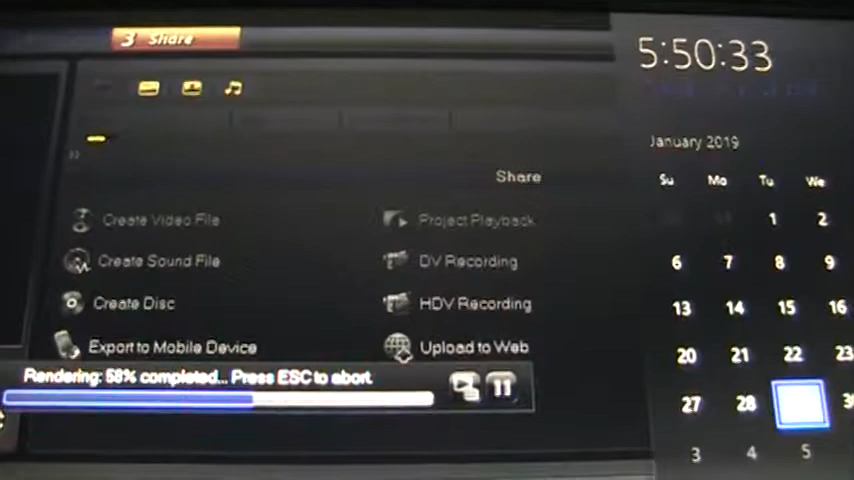 3 Share
5:50:33
January 2019
Share
Su Mo Tu We
1 2
Create Video File Project Playback
6 7 8 9
Create Sound File DV Recording
Create Disc HDV Recording
13 14 15 16
Export to Mobile Device Upload to Web
20 21 22 23
Rendering: 58% completed... Press ESC to abort.
27 28
3 4 5